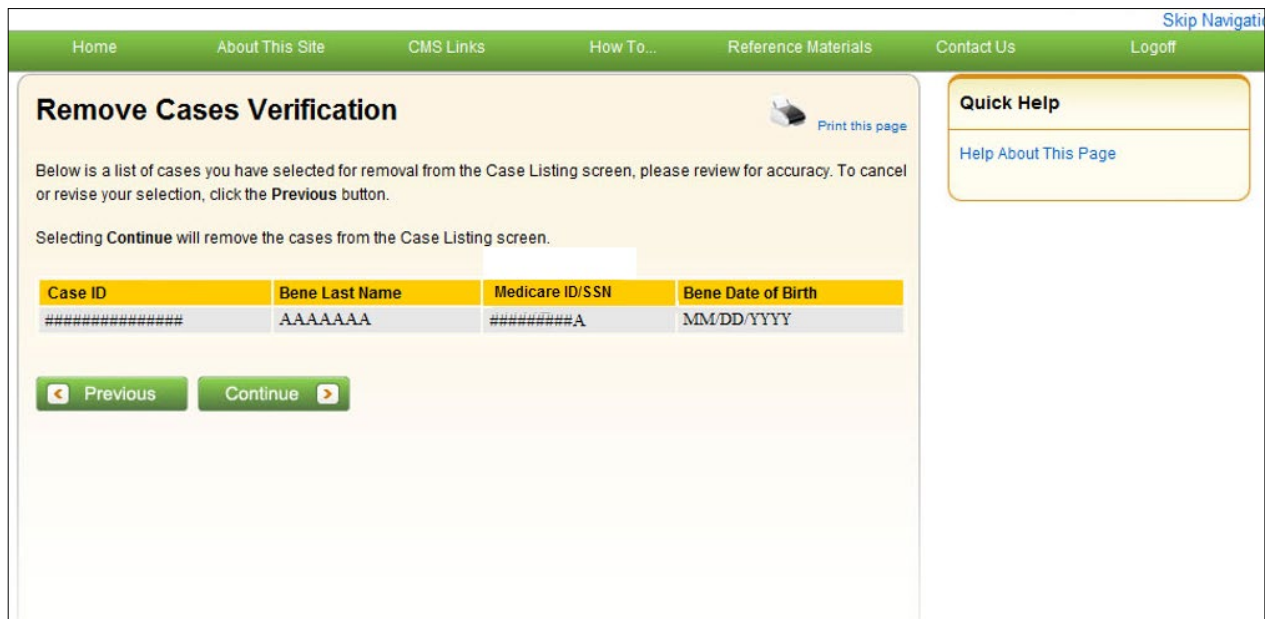 Skip Navigati
Home About This Site CMS Links How To... Reference Materials Contact Us Logoff
Remove Cases Verification
Print this page
Below is a list of cases you have selected for removal from the Case Listing screen, please review for accuracy. To cancel
or revise your selection, click the Previous button.
Selecting Continue will remove the cases from the Case Listing screen.
Case ID Bene Last Name Medicare ID/SSN Bene Date of Birth
############### AAAAAAA #########A MM/DD/YYYY
Previous Continue
Quick Help
Help About This Page